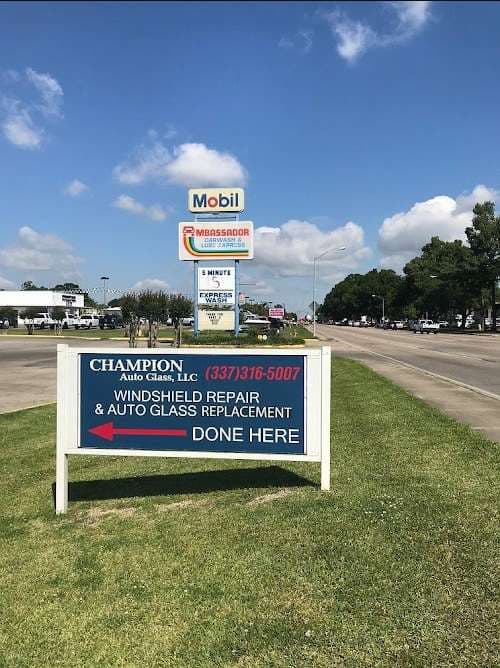 Mobil
MBASSADOR
CARWASH &
LUBE EXPRESS
5 MINUTE
5
EXPRESS
WASH
CHAMPION
Auto Glass, LLC
(337)316-5007
WINDSHIELD REPAIR
& AUTO GLASS REPLACEMENT
DONE HERE